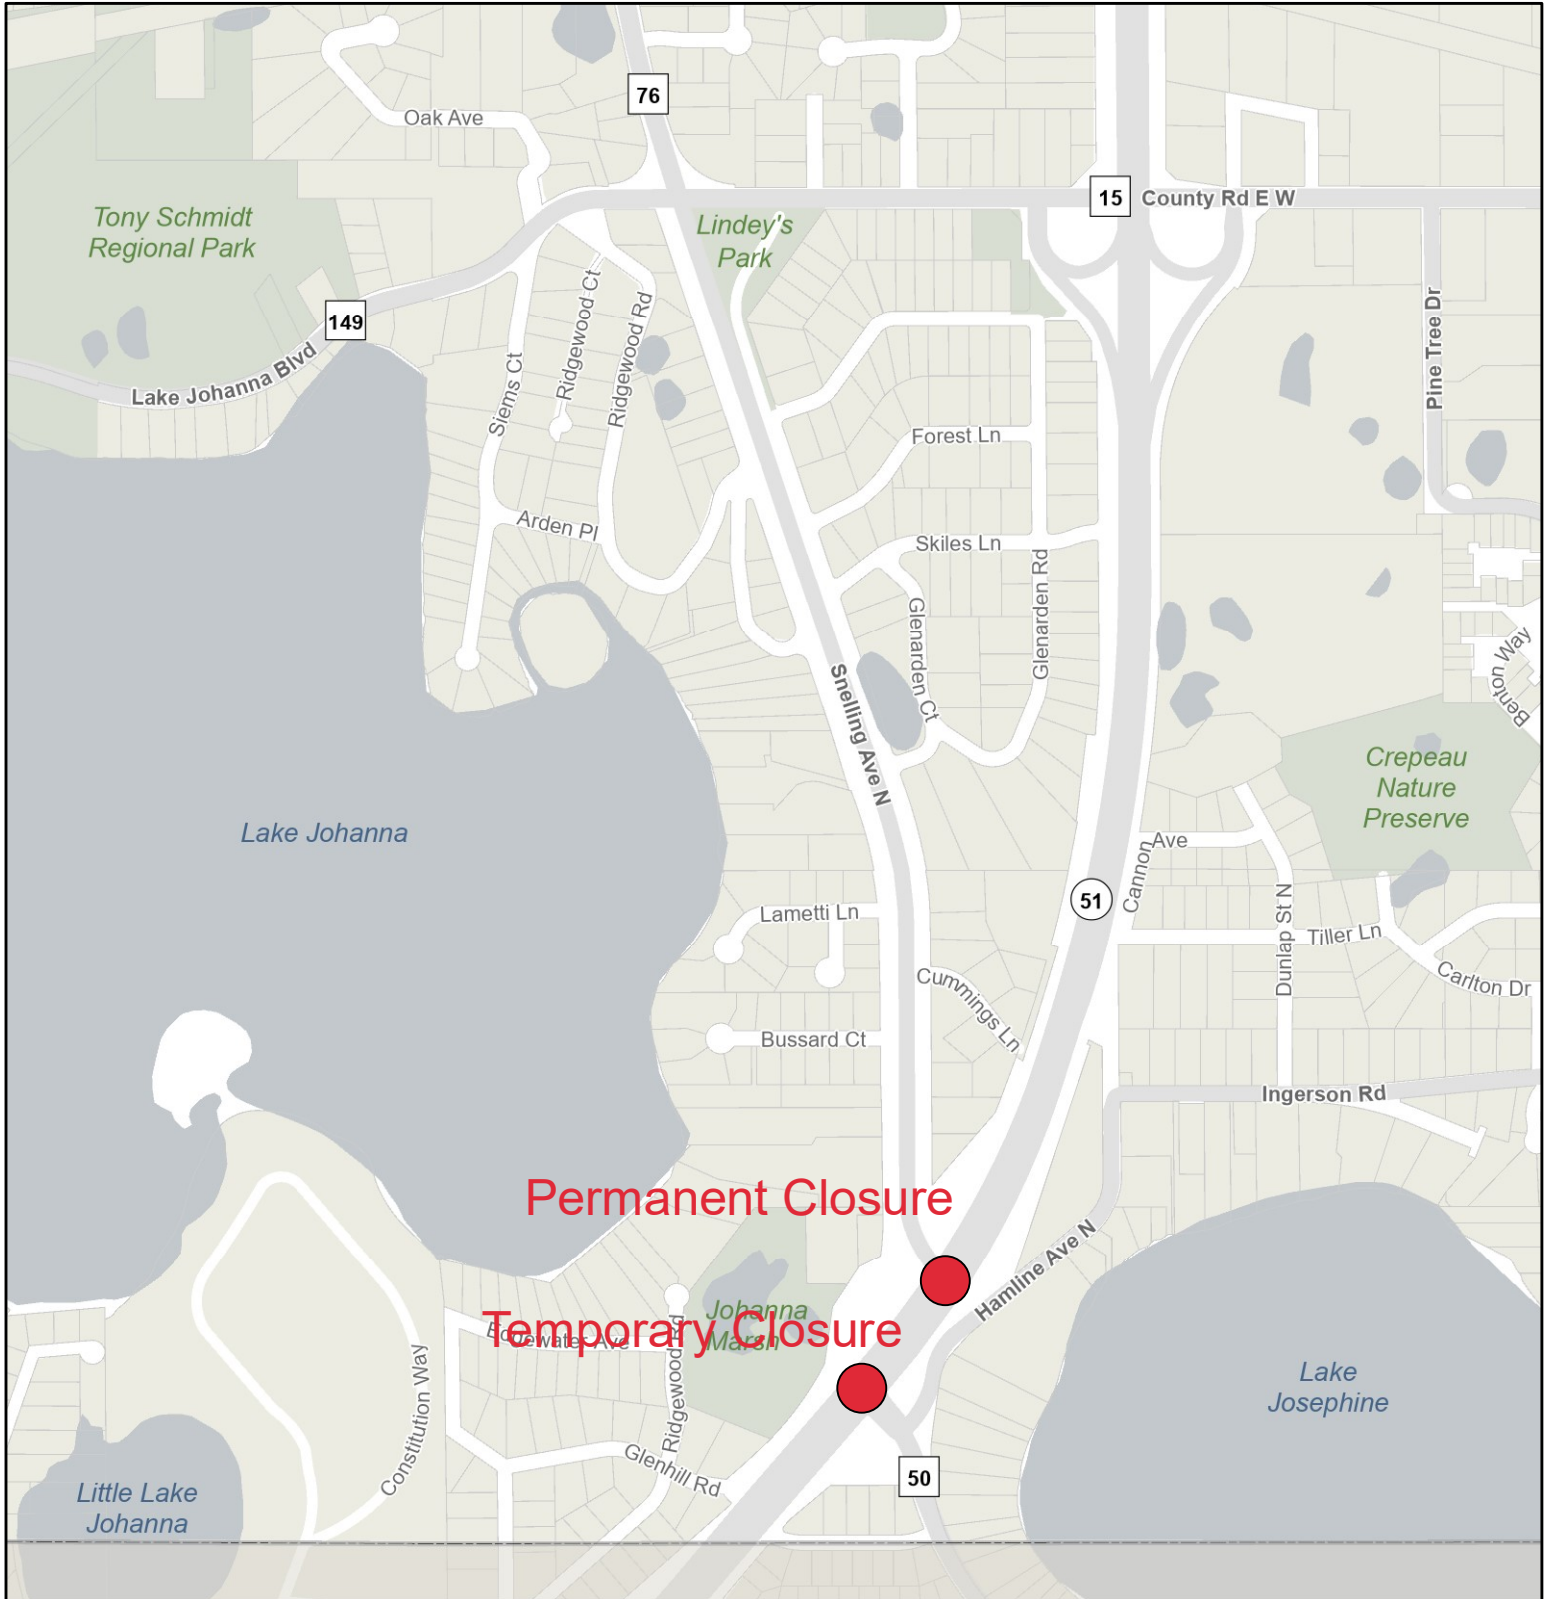 76
Oak Ave
15
County Rd E W
Tony Schmidt
Regional Park
Lindey's
Park
149
Lake Johanna Blvd
Ridgewood Ct
Ridgewood Rd
Siems Ct
Pine Tree Dr
Forest Ln
Arden Pl
Skiles Ln
Glenarden Rd
Glenarden Ct
Benton Way
Snelling Ave N
Crepeau
Nature
Preserve
Lake Johanna
Cannon Ave
51
Lametti Ln
Dunlap St N
Tiller Ln
Carlton Dr
Cummings Ln
Bussard Ct
Ingerson Rd
Permanent Closure
Hamline Ave N
Johanna
Marsh
Temporary Closure
Edgewater Ave
Ridgewood Rd
Constitution Way
Lake
Josephine
Glenhill Rd
50
Little Lake
Johanna